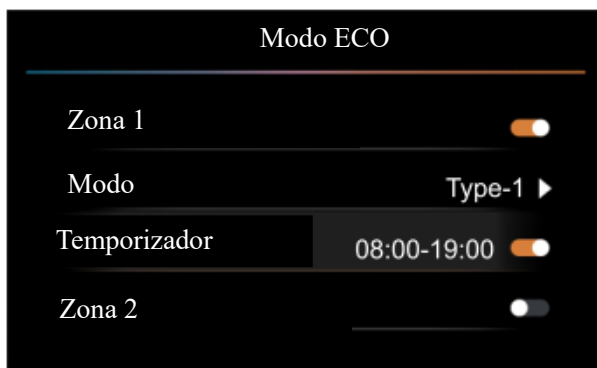 Modo ECO
Zona 1
Modo Type-1
Temporizador 08:00-19:00
Zona 2